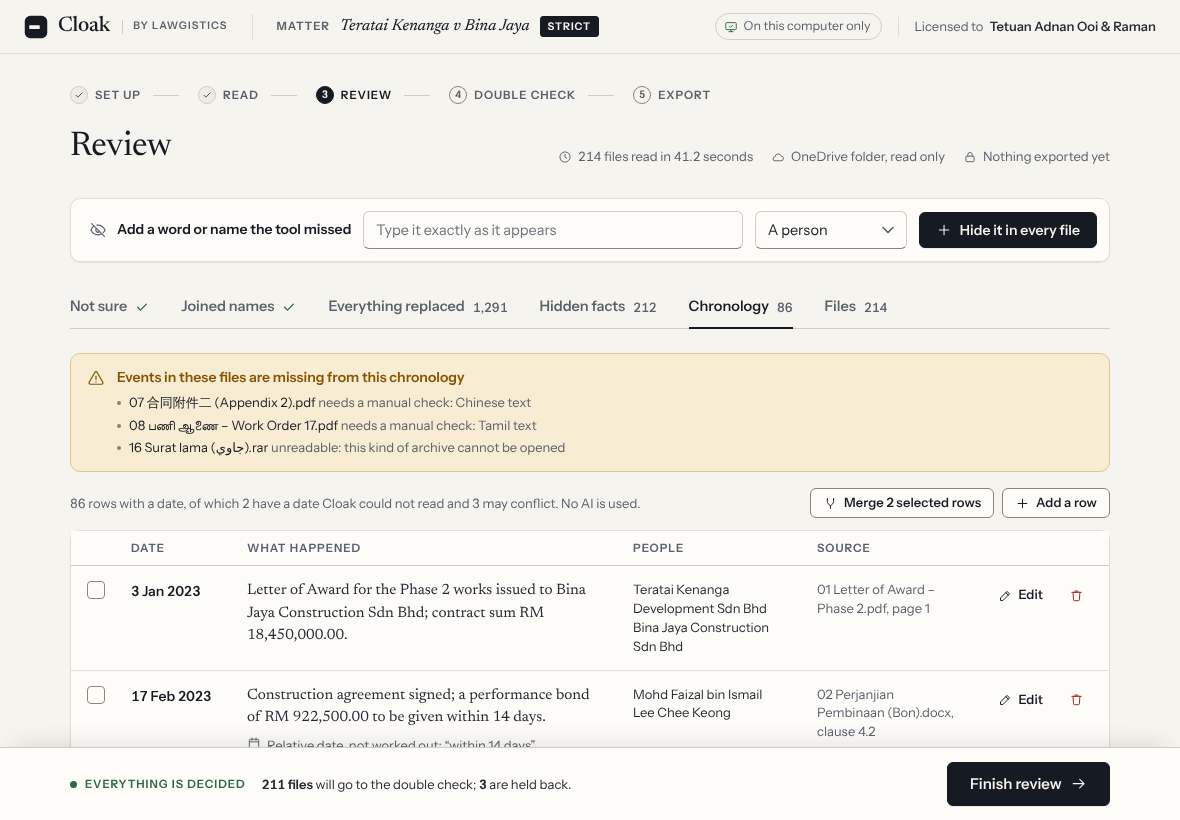 Cloak BY LAWGISTICS MATTER Teratai Kenanga v Bina Jaya STRICT On this computer only Licensed to Tetuan Adnan Ooi & Raman
SET UP READ 3 REVIEW 4 DOUBLE CHECK 5 EXPORT
Review
214 files read in 41.2 seconds OneDrive folder, read only Nothing exported yet
Add a word or name the tool missed Type it exactly as it appears A person Hide it in every file
Not sure Joined names Everything replaced 1,291 Hidden facts 212 Chronology 86 Files 214
Events in these files are missing from this chronology
07 合同附件二 (Appendix 2).pdf needs a manual check: Chinese text
08 பணி ஆணை – Work Order 17.pdf needs a manual check: Tamil text
16 Surat lama (جاوي).rar unreadable: this kind of archive cannot be opened
86 rows with a date, of which 2 have a date Cloak could not read and 3 may conflict. No AI is used. Merge 2 selected rows Add a row
DATE WHAT HAPPENED PEOPLE SOURCE
3 Jan 2023
Letter of Award for the Phase 2 works issued to Bina
Jaya Construction Sdn Bhd; contract sum RM
18,450,000.00.
Teratai Kenanga
Development Sdn Bhd
Bina Jaya Construction
Sdn Bhd
01 Letter of Award –
Phase 2.pdf, page 1
Edit
17 Feb 2023
Construction agreement signed; a performance bond
of RM 922,500.00 to be given within 14 days.
Relative date, not worked out: “within 14 days”
Mohd Faizal bin Ismail
Lee Chee Keong
02 Perjanjian
Pembinaan (Bon).docx,
clause 4.2
Edit
EVERYTHING IS DECIDED 211 files will go to the double check; 3 are held back. Finish review